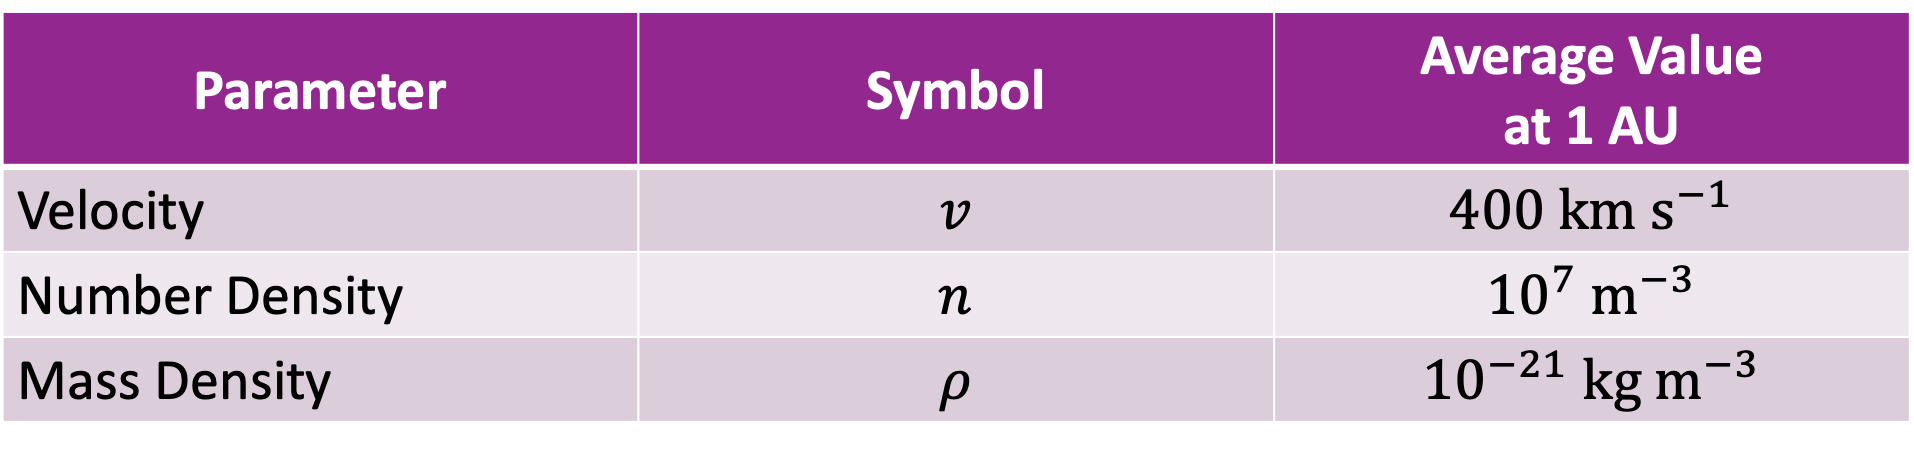 Parameter Symbol Average Value
at 1 AU
Velocity 𝑣 400 km s⁻¹
Number Density 𝑛 10⁷ m⁻³
Mass Density 𝜌 10⁻²¹ kg m⁻³